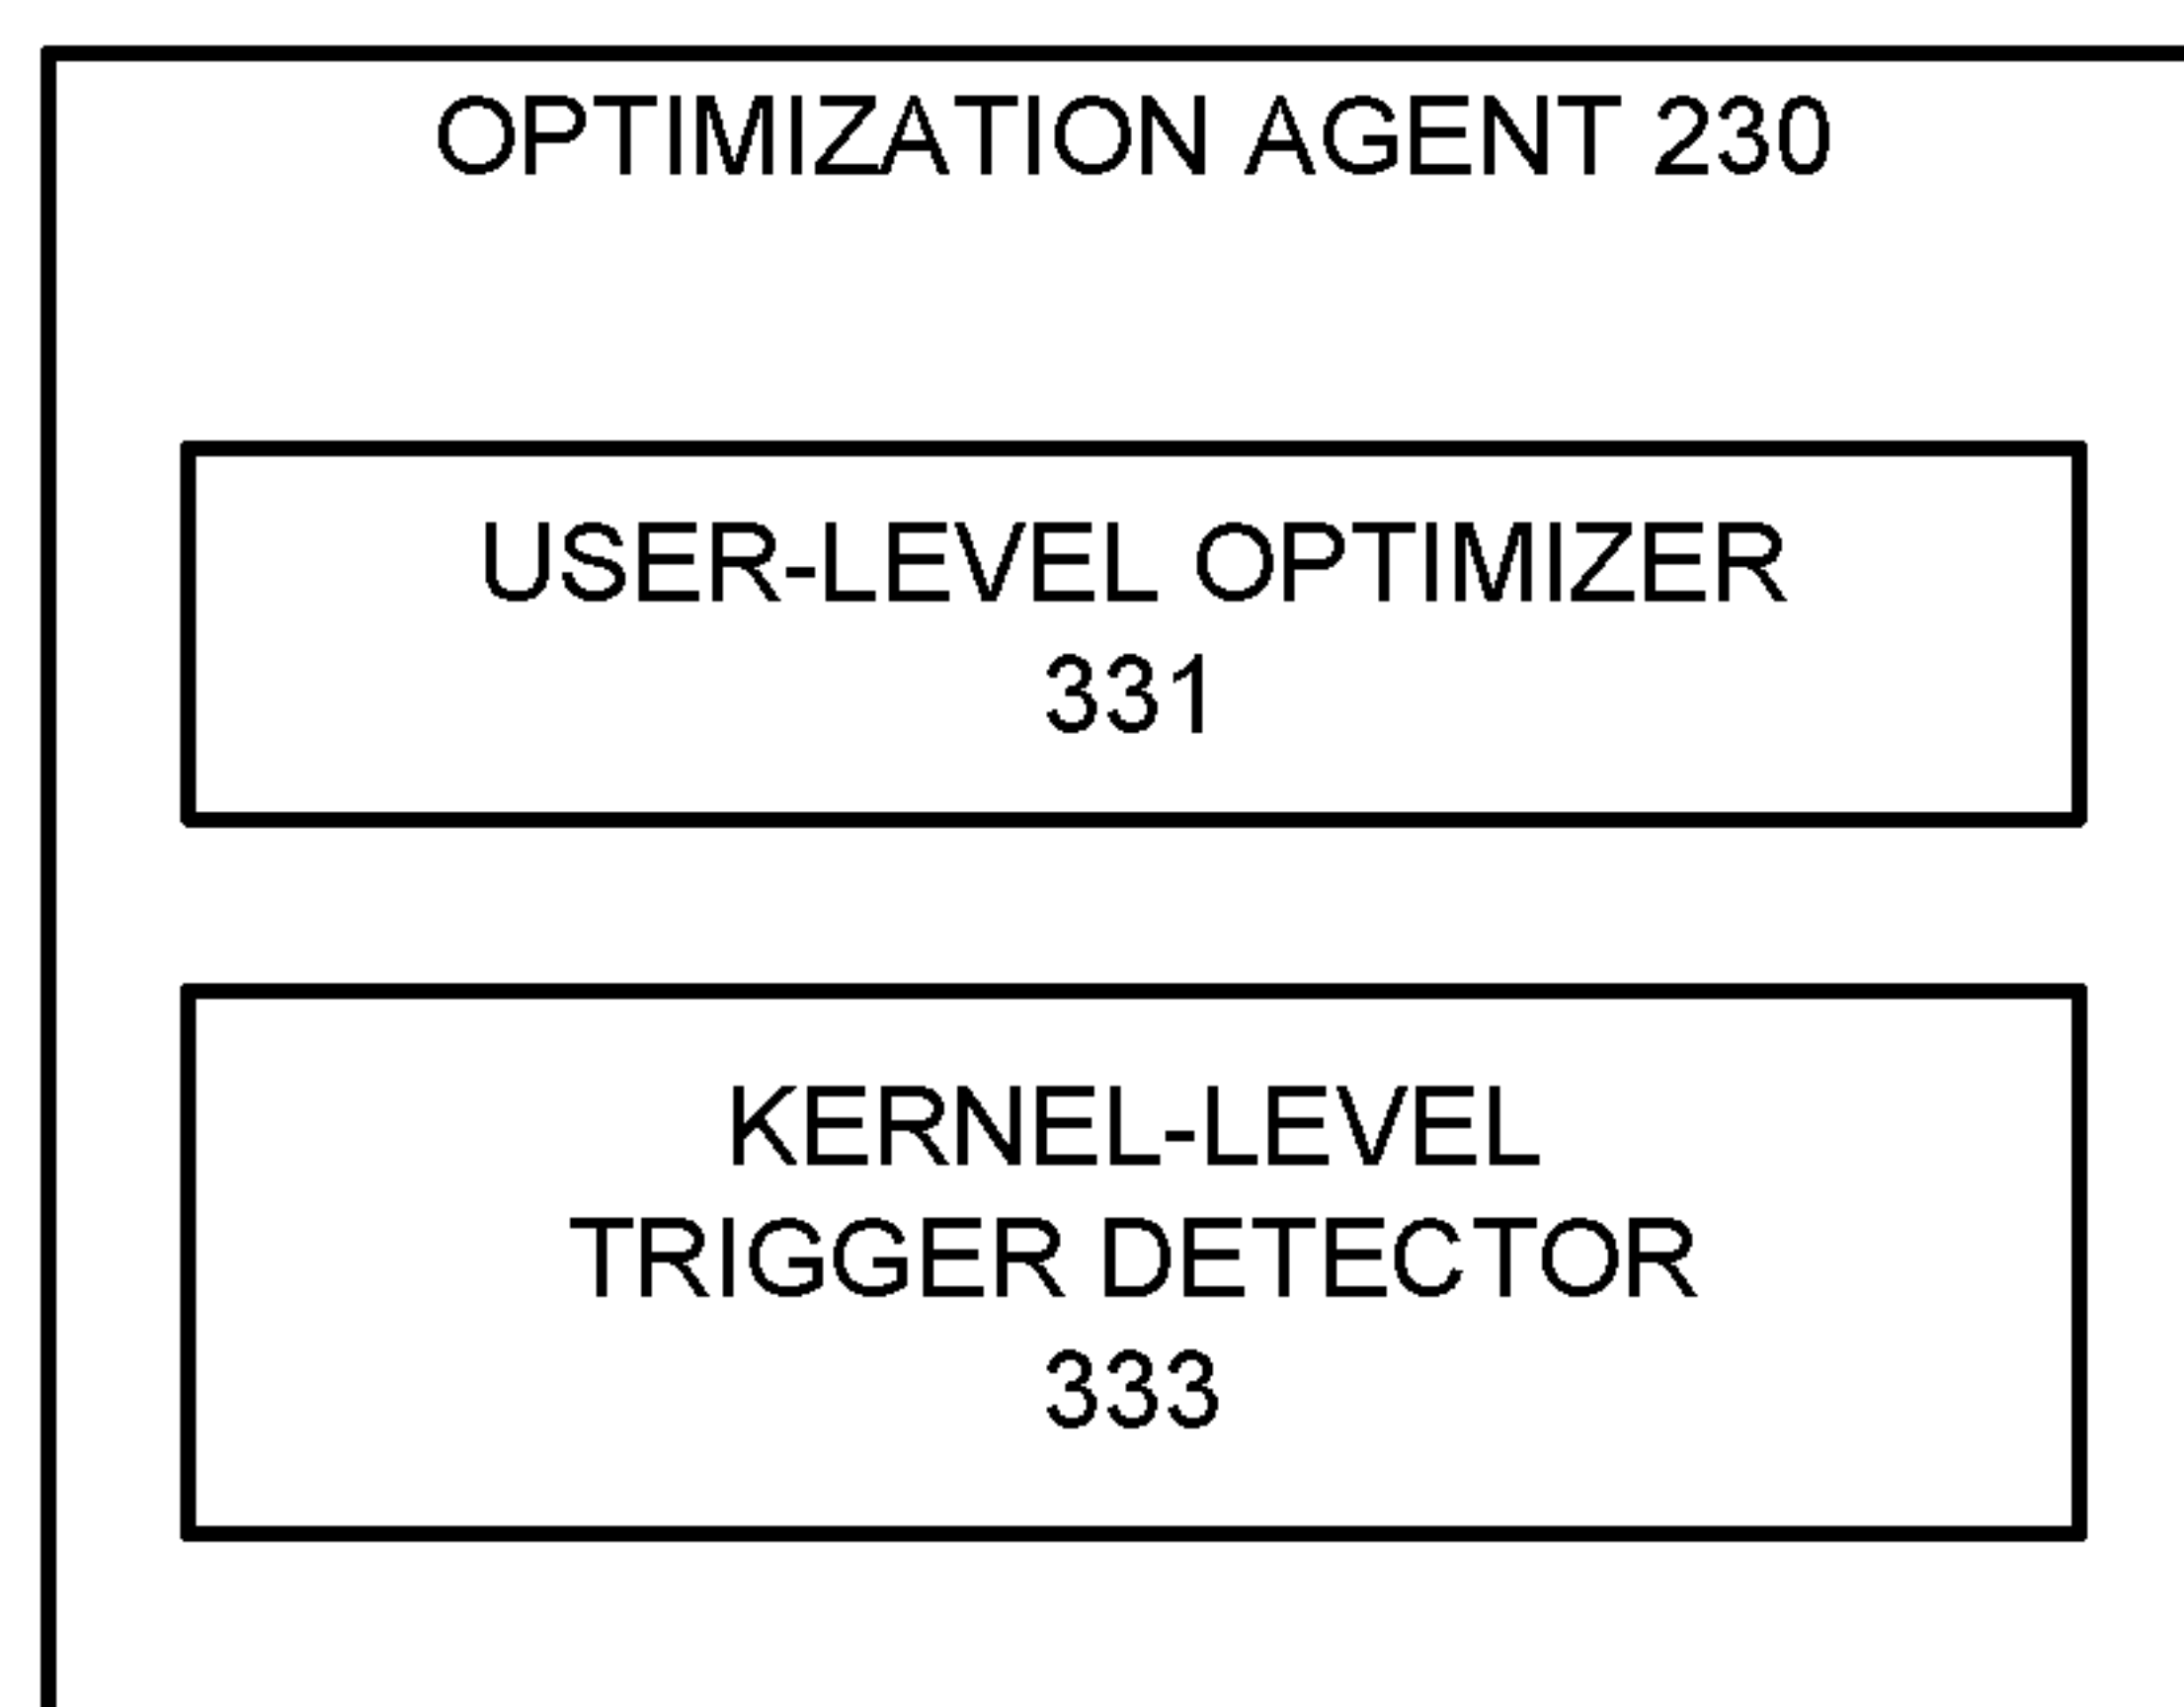 OPTIMIZATION AGENT 230
USER-LEVEL OPTIMIZER
331
KERNEL-LEVEL
TRIGGER DETECTOR
333